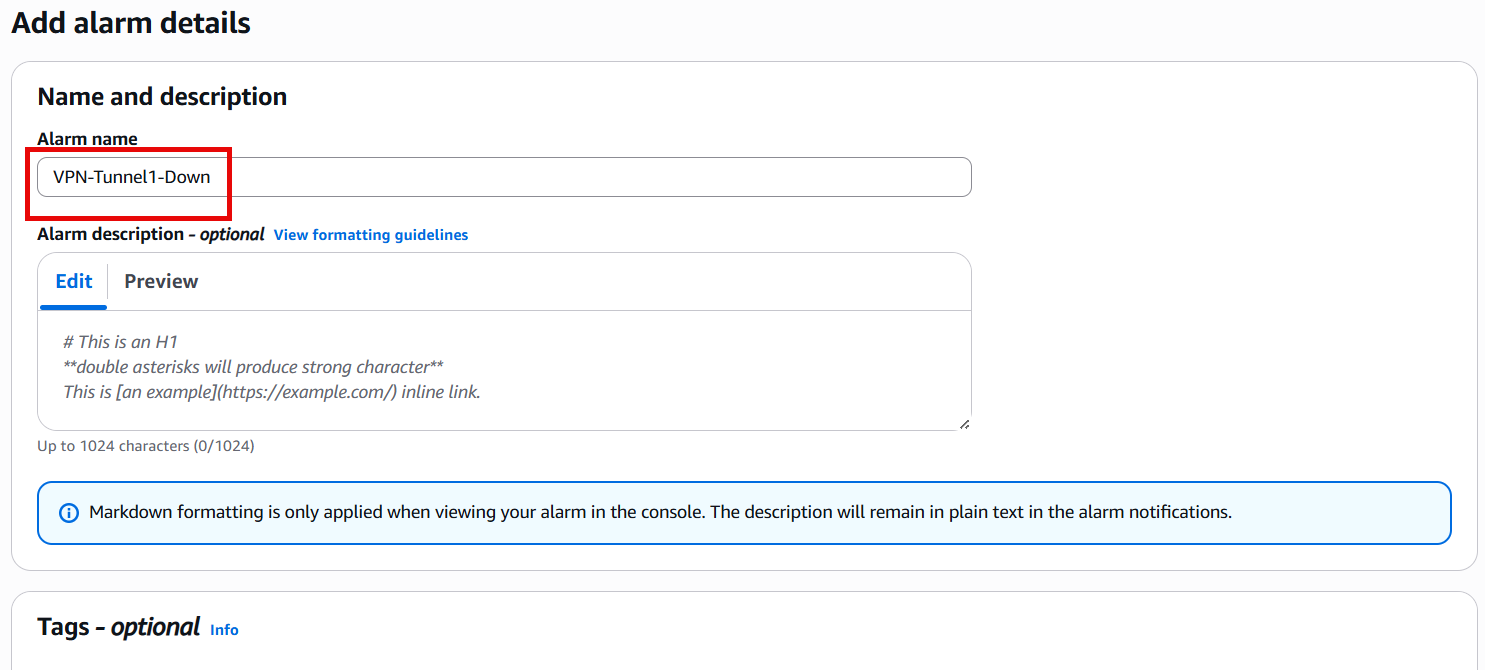 Add alarm details
Name and description
Alarm name
VPN-Tunnel1-Down
Alarm description - optional View formatting guidelines
Edit Preview
# This is an H1
**double asterisks will produce strong character**
This is [an example](https://example.com/) inline link.
Up to 1024 characters (0/1024)
Markdown formatting is only applied when viewing your alarm in the console. The description will remain in plain text in the alarm notifications.
Tags - optional Info